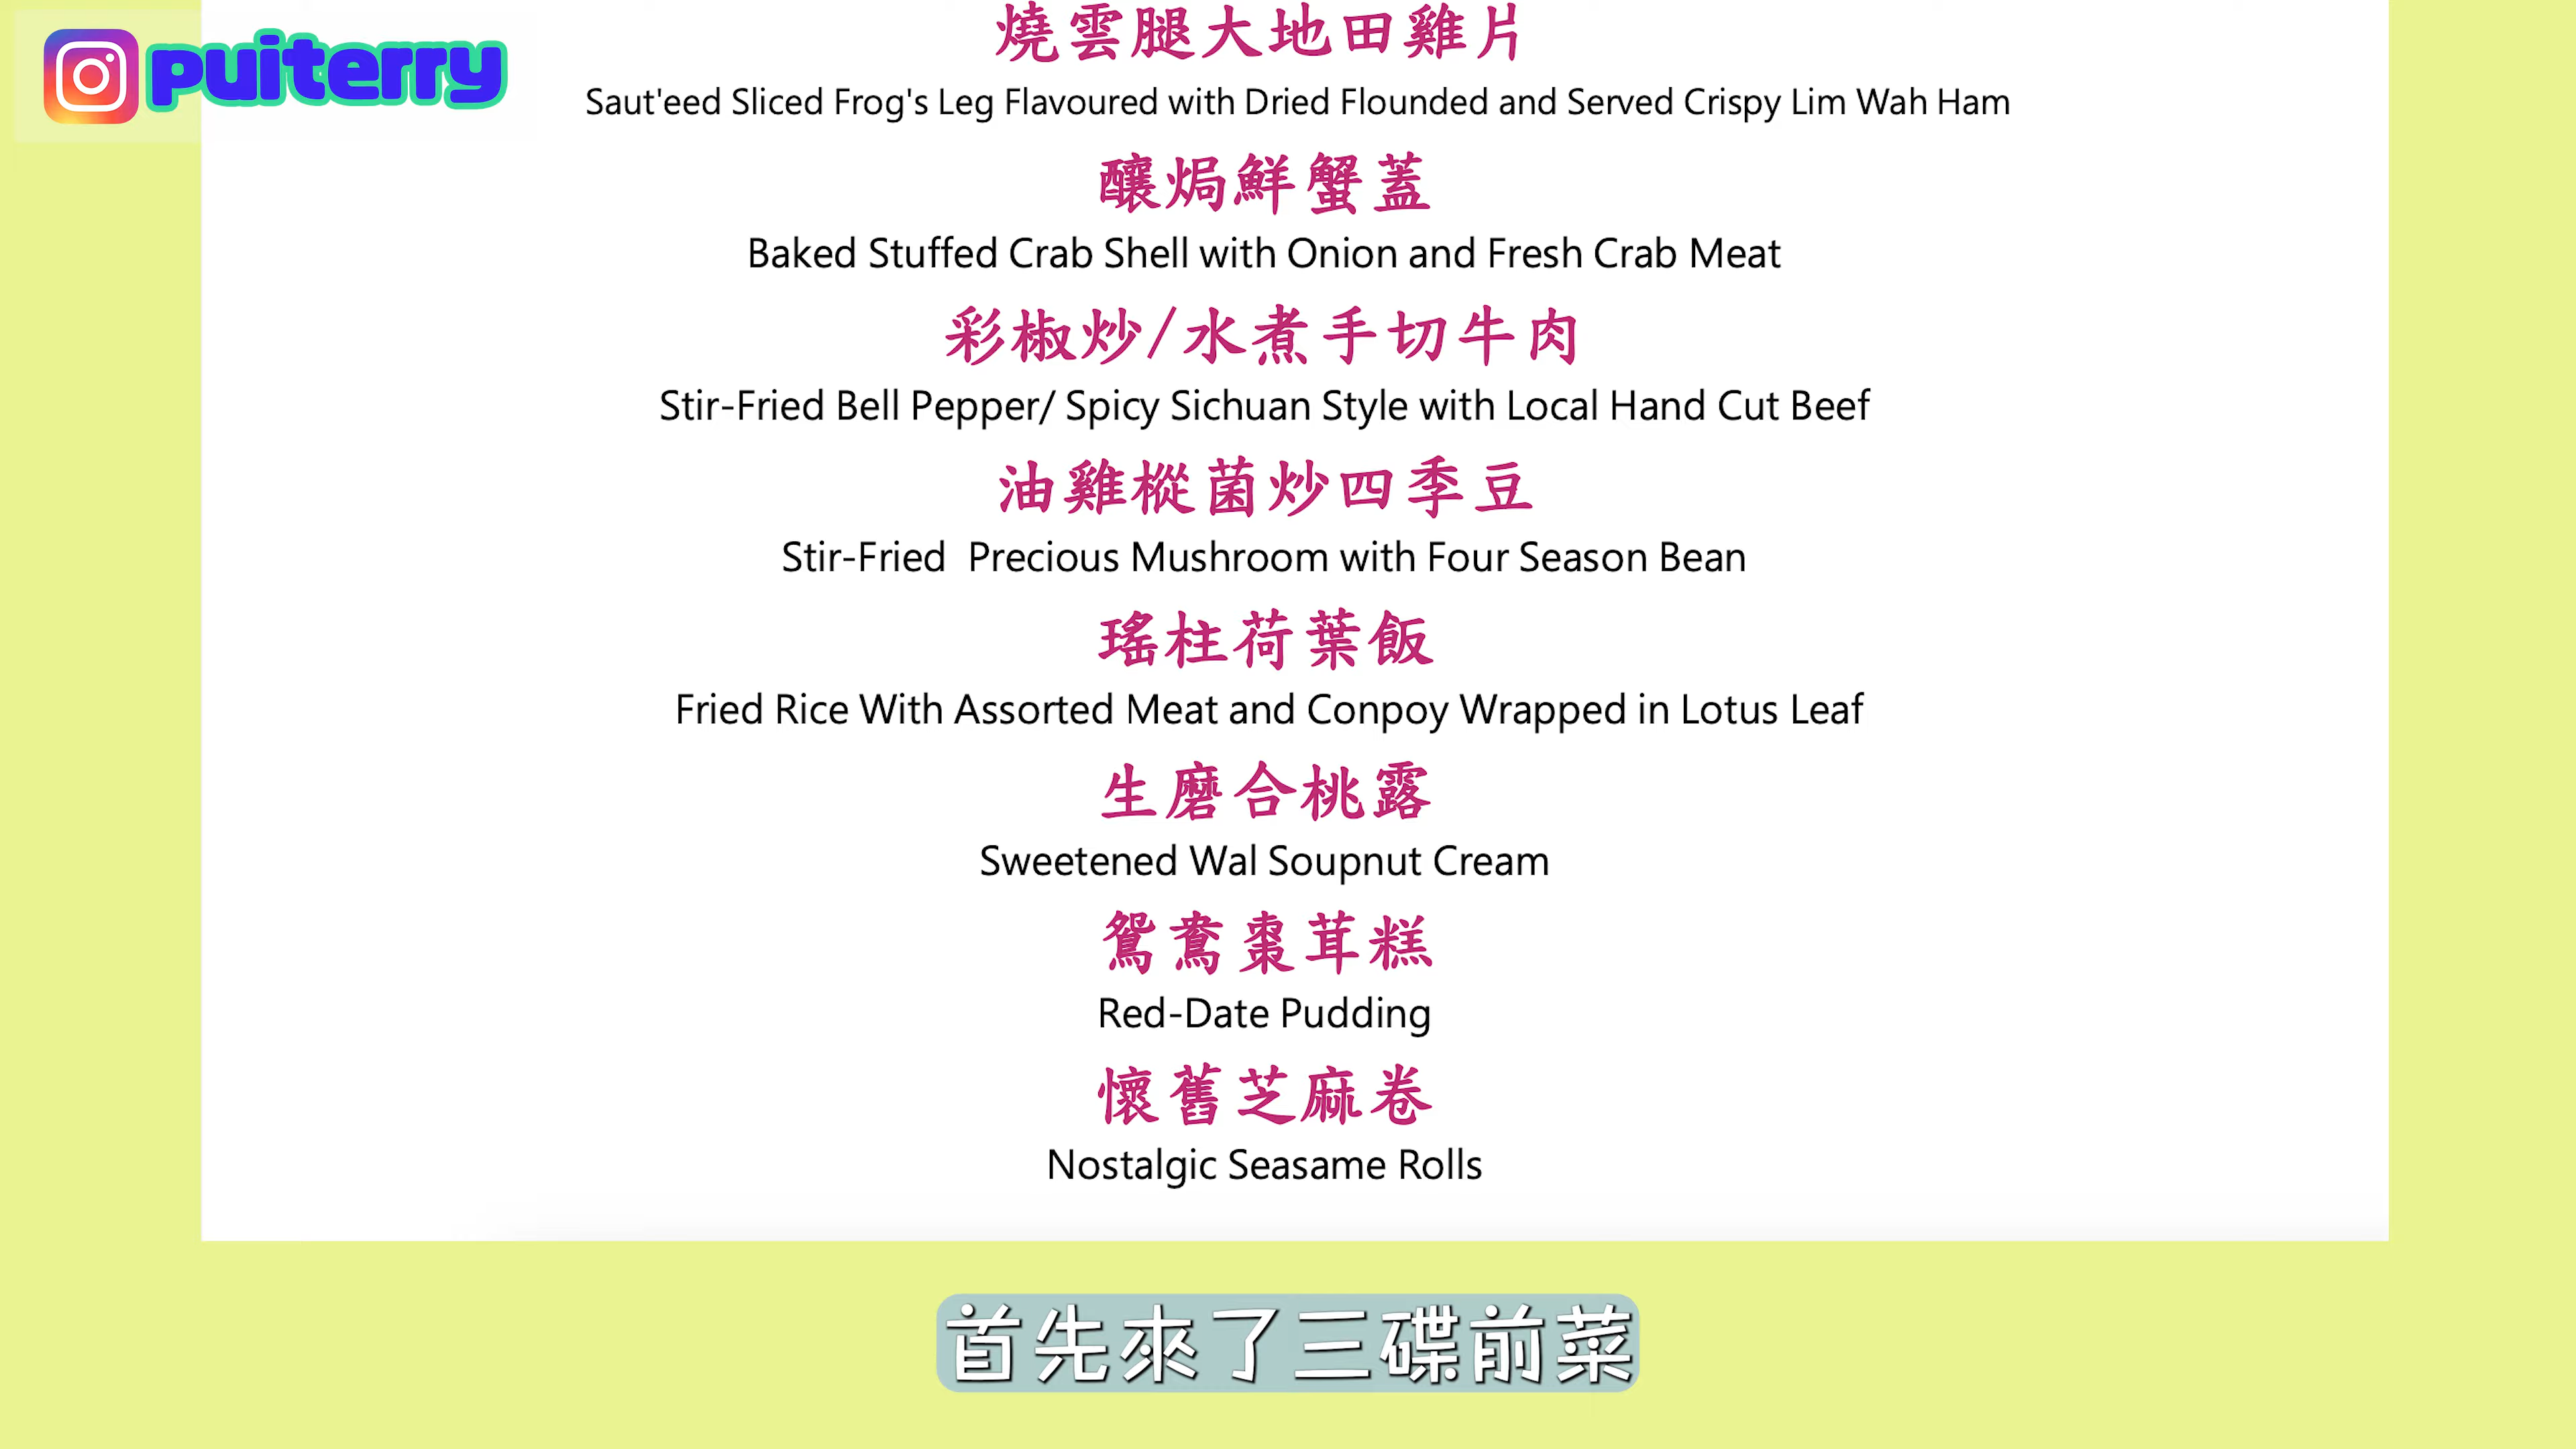 puiterry
燒雲腿大地田雞片
Saut'eed Sliced Frog's Leg Flavoured with Dried Flounded and Served Crispy Lim Wah Ham
釀焗鮮蟹蓋
Baked Stuffed Crab Shell with Onion and Fresh Crab Meat
彩椒炒/水煮手切牛肉
Stir-Fried Bell Pepper/ Spicy Sichuan Style with Local Hand Cut Beef
油雞樅菌炒四季豆
Stir-Fried  Precious Mushroom with Four Season Bean
瑤柱荷葉飯
Fried Rice With Assorted Meat and Conpoy Wrapped in Lotus Leaf
生磨合桃露
Sweetened Wal Soupnut Cream
鴛鴦棗茸糕
Red-Date Pudding
懷舊芝麻卷
Nostalgic Seasame Rolls
首先來了三碟前菜